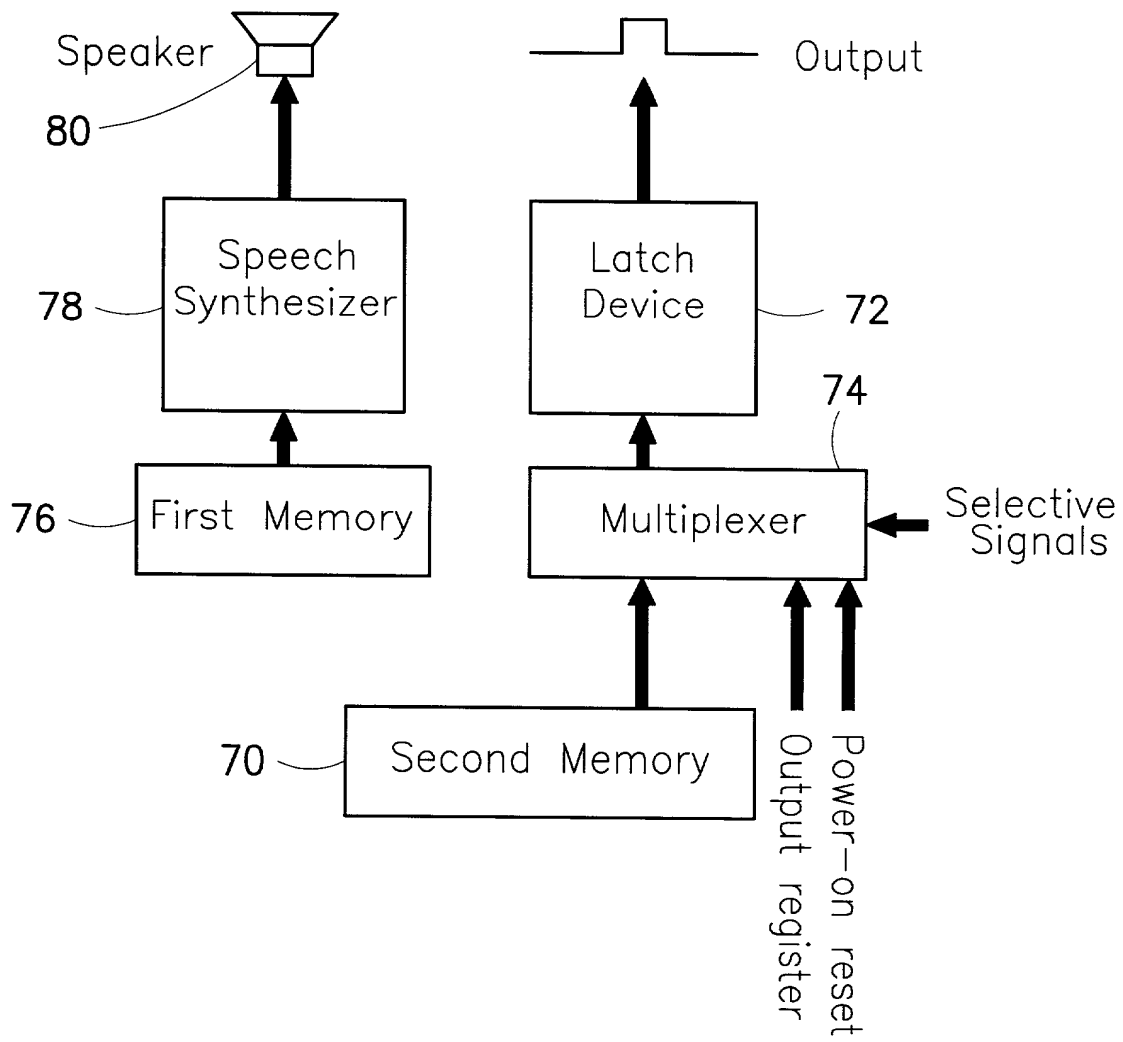 Speaker
Output
80
Speech
Synthesizer
78
Latch
Device
72
74
First Memory
76
Multiplexer
Selective
Signals
Second Memory
70
Output register
Power-on reset